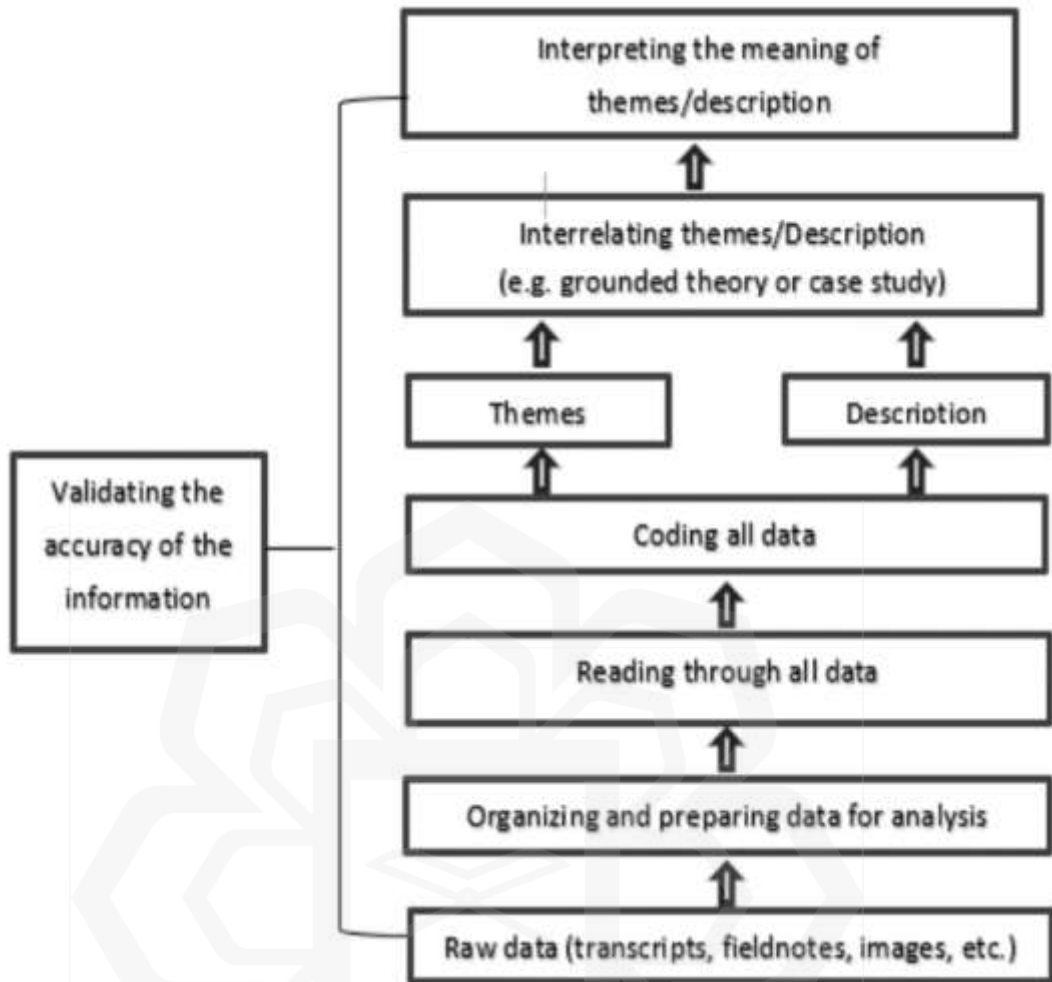 Interpreting the meaning of
themes/description
Interrelating themes/Description
(e.g. grounded theory or case study)
Themes
Description
Validating the
accuracy of the
information
Coding all data
Reading through all data
Organizing and preparing data for analysis
Raw data (transcripts, fieldnotes, images, etc.)